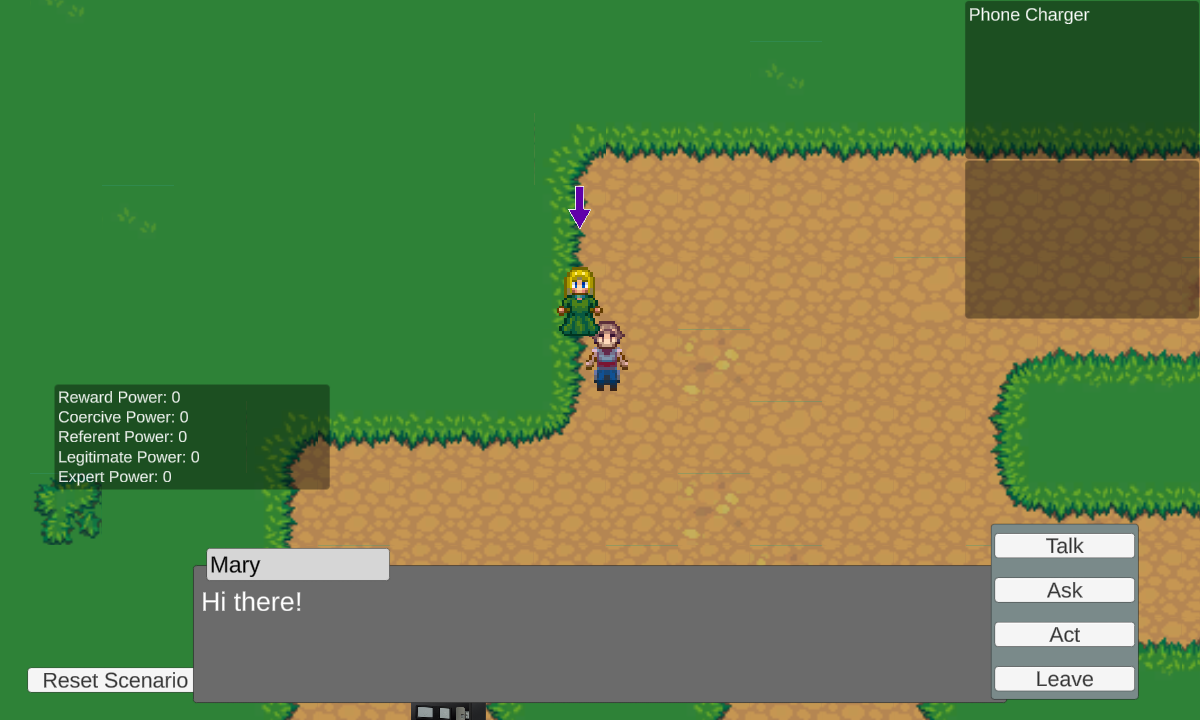 Phone Charger
Reward Power: 0
Coercive Power: 0
Referent Power: 0
Legitimate Power: 0
Expert Power: 0
Mary
Hi there!
Talk
Ask
Act
Leave
Reset Scenario